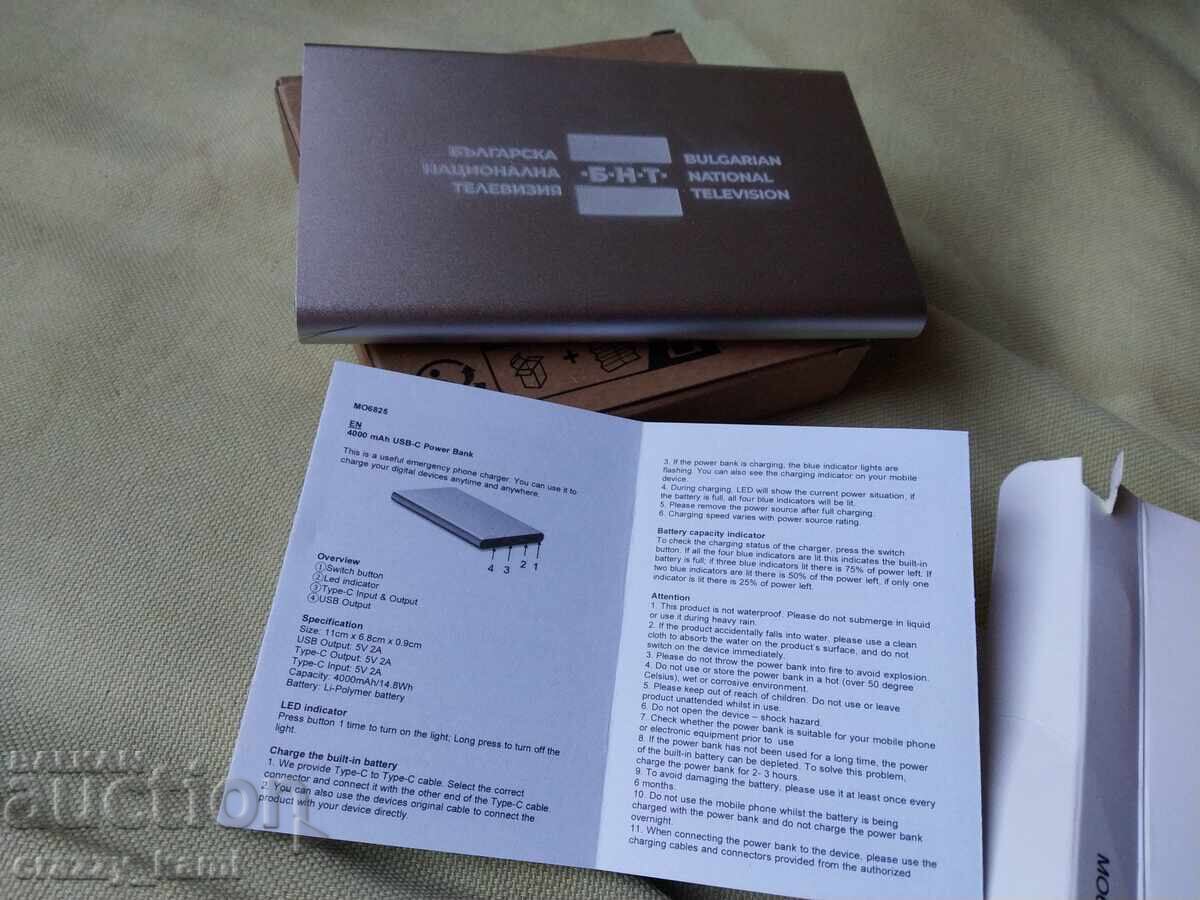 БЪЛГАРСКА
НАЦИОНАЛНА
ТЕЛЕВИЗИЯ
·Б·Н·Т·
BULGARIAN
NATIONAL
TELEVISION
MO6825
EN
4000 mAh USB-C Power Bank
This is a useful emergency phone charger. You can use it to
charge your digital devices anytime and anywhere.
4 3 2 1
Overview
①Switch button
②Led indicator
③Type-C Input & Output
④USB Output
Specification
Size: 11cm x 6.8cm x 0.9cm
USB Output: 5V 2A
Type-C Output: 5V 2A
Type-C Input: 5V 2A
Capacity: 4000mAh/14.8Wh
Battery: Li-Polymer battery
LED indicator
Press button 1 time to turn on the light; Long press to turn off the
light.
Charge the built-in battery
1. We provide Type-C to Type-C cable. Select the correct
connector and connect it with the other end of the Type-C cable.
2. You can also use the devices original cable to connect the
product with your device directly.
3. If the power bank is charging, the blue indicator lights are
flashing. You can also see the charging indicator on your mobile
device.
4. During charging, LED will show the current power situation, if
the battery is full, all four blue indicators will be lit.
5. Please remove the power source after full charging.
6. Charging speed varies with power source rating.
Battery capacity indicator
To check the charging status of the charger, press the switch
button. If all the four blue indicators are lit this indicates the built-in
battery is full; if three blue indicators lit there is 75% of power left. If
two blue indicators are lit there is 50% of the power left, if only one
indicator is lit there is 25% of power left.
Attention
1. This product is not waterproof. Please do not submerge in liquid
or use it during heavy rain.
2. If the product accidentally falls into water, please use a clean
cloth to absorb the water on the product's surface, and do not
switch on the device immediately.
3. Please do not throw the power bank into fire to avoid explosion.
4. Do not use or store the power bank in a hot (over 50 degree
Celsius), wet or corrosive environment.
5. Please keep out of reach of children. Do not use or leave
product unattended whilst in use.
6. Do not open the device – shock hazard.
7. Check whether the power bank is suitable for your mobile phone
or electronic equipment prior to use
8. If the power bank has not been used for a long time, the power
of the built-in battery can be depleted. To solve this problem,
charge the power bank for 2- 3 hours.
9. To avoid damaging the battery, please use it at least once every
6 months.
10. Do not use the mobile phone whilst the battery is being
charged with the power bank and do not charge the power bank
overnight.
11. When connecting the power bank to the device, please use the
charging cables and connectors provided from the authorized
auction
cizzzy_kami